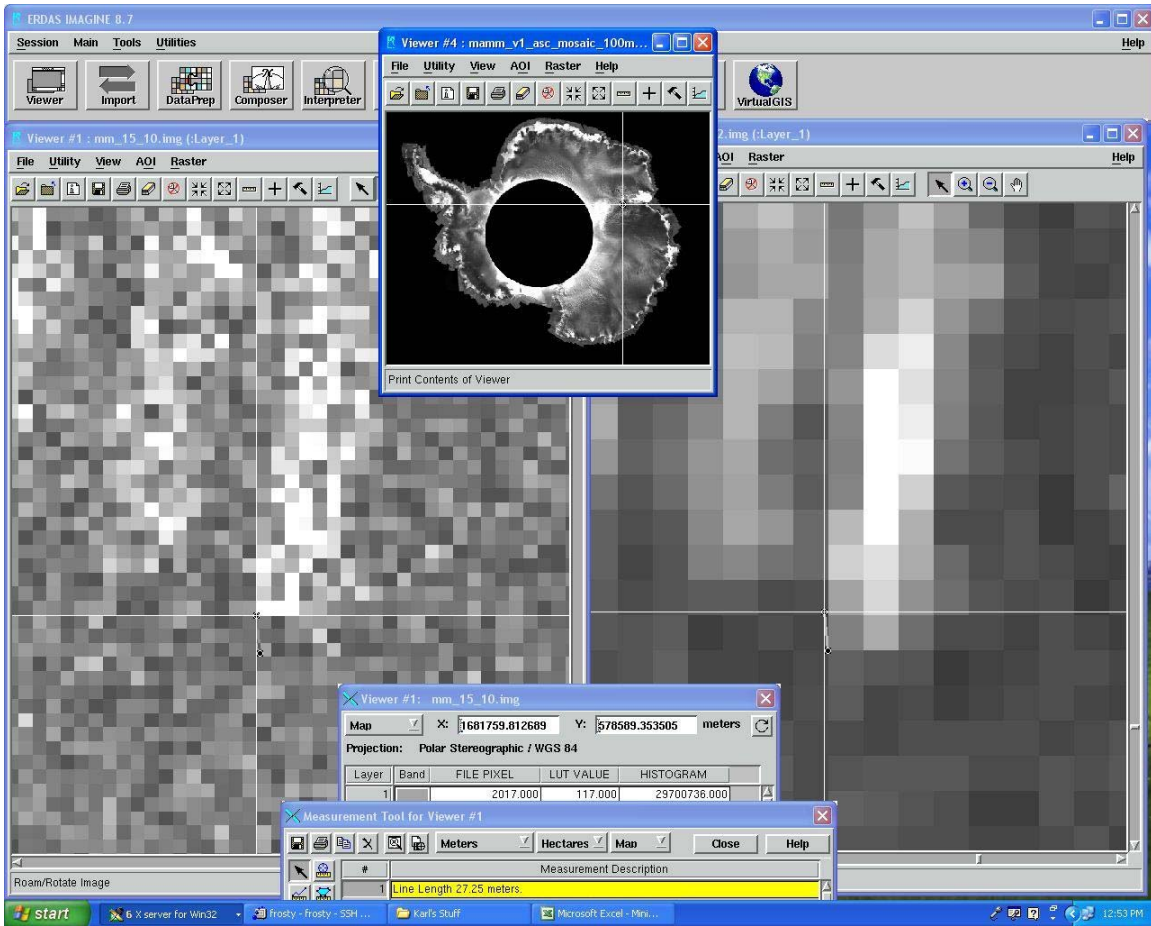 ERDAS IMAGINE 8.7
Session Main Tools Utilities
Help
Viewer
Import
DataPrep
Composer
Interpreter
VirtualGIS
Viewer #4 : mamm_v1_asc_mosaic_100m...
File Utility View AOI Raster Help
Print Contents of Viewer
Viewer #1 : mm_15_10.img (:Layer_1)
File Utility View AOI Raster
2.img (:Layer_1)
AOI Raster
Help
Viewer #1: mm_15_10.img
Map X: 1681759.812689 Y: 578589.353505 meters
Projection: Polar Stereographic / WGS 84
Layer Band FILE PIXEL LUT VALUE HISTOGRAM
1 2017.000 117.000 29700736.000
Measurement Tool for Viewer #1
Meters Hectares Map Close Help
# Measurement Description
1 Line Length 27.25 meters.
Roam/Rotate Image
start 6 X server for Win32 frosty - frosty - SSH ... Karl's Stuff Microsoft Excel - Mini... 12:53 PM